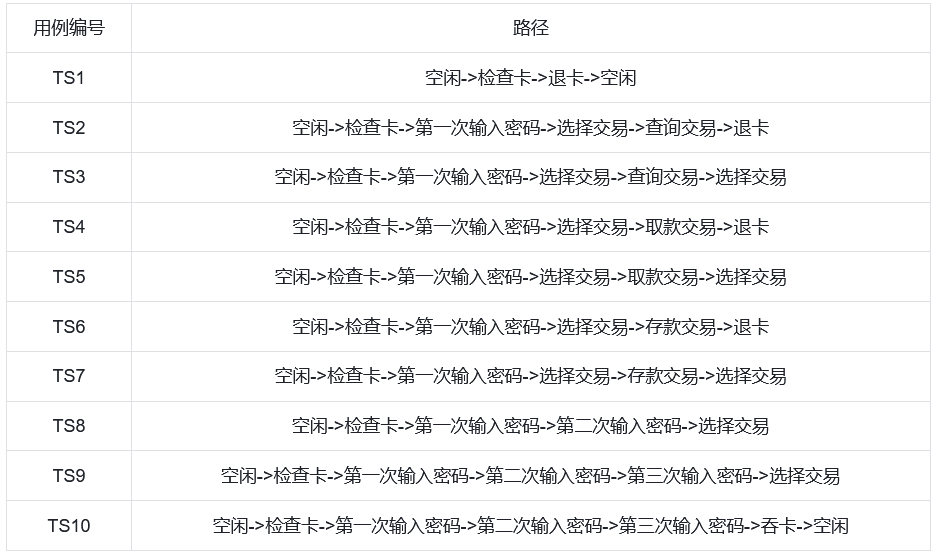 用例编号 路径
TS1 空闲->检查卡->退卡->空闲
TS2 空闲->检查卡->第一次输入密码->选择交易->查询交易->退卡
TS3 空闲->检查卡->第一次输入密码->选择交易->查询交易->选择交易
TS4 空闲->检查卡->第一次输入密码->选择交易->取款交易->退卡
TS5 空闲->检查卡->第一次输入密码->选择交易->取款交易->选择交易
TS6 空闲->检查卡->第一次输入密码->选择交易->存款交易->退卡
TS7 空闲->检查卡->第一次输入密码->选择交易->存款交易->选择交易
TS8 空闲->检查卡->第一次输入密码->第二次输入密码->选择交易
TS9 空闲->检查卡->第一次输入密码->第二次输入密码->第三次输入密码->选择交易
TS10 空闲->检查卡->第一次输入密码->第二次输入密码->第三次输入密码->吞卡->空闲